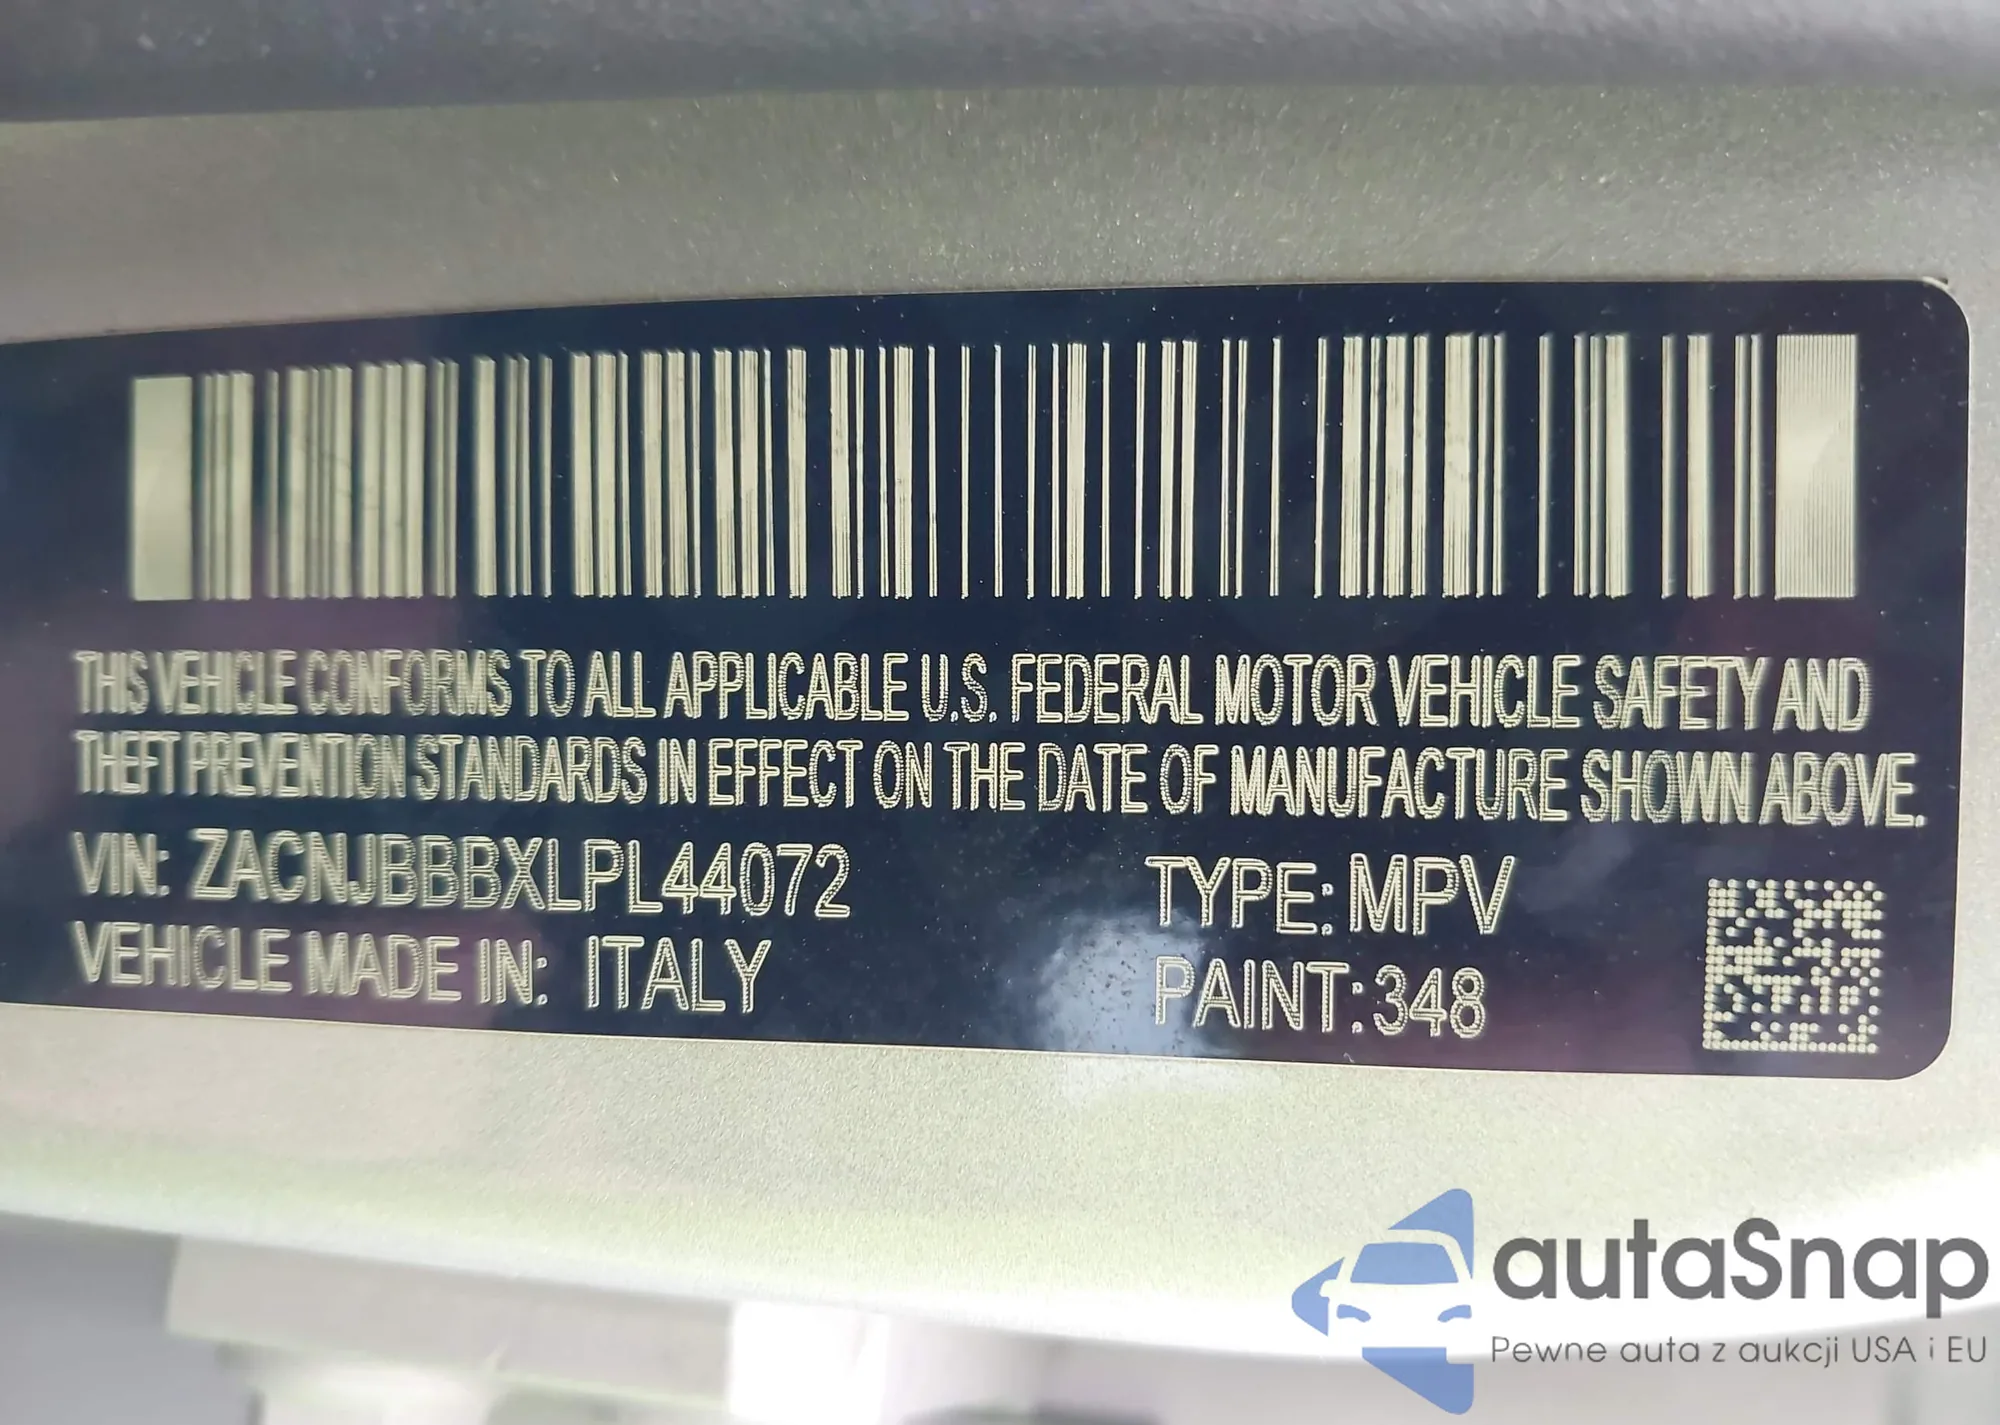 THIS VEHICLE CONFORMS TO ALL APPLICABLE U.S. FEDERAL MOTOR VEHICLE SAFETY AND
THEFT PREVENTION STANDARDS IN EFFECT ON THE DATE OF MANUFACTURE SHOWN ABOVE.
VIN: ZACNJBBBXLPL44072
TYPE: MPV
VEHICLE MADE IN: ITALY
PAINT:348
autaSnap
Pewne auta z aukcji USA i EU